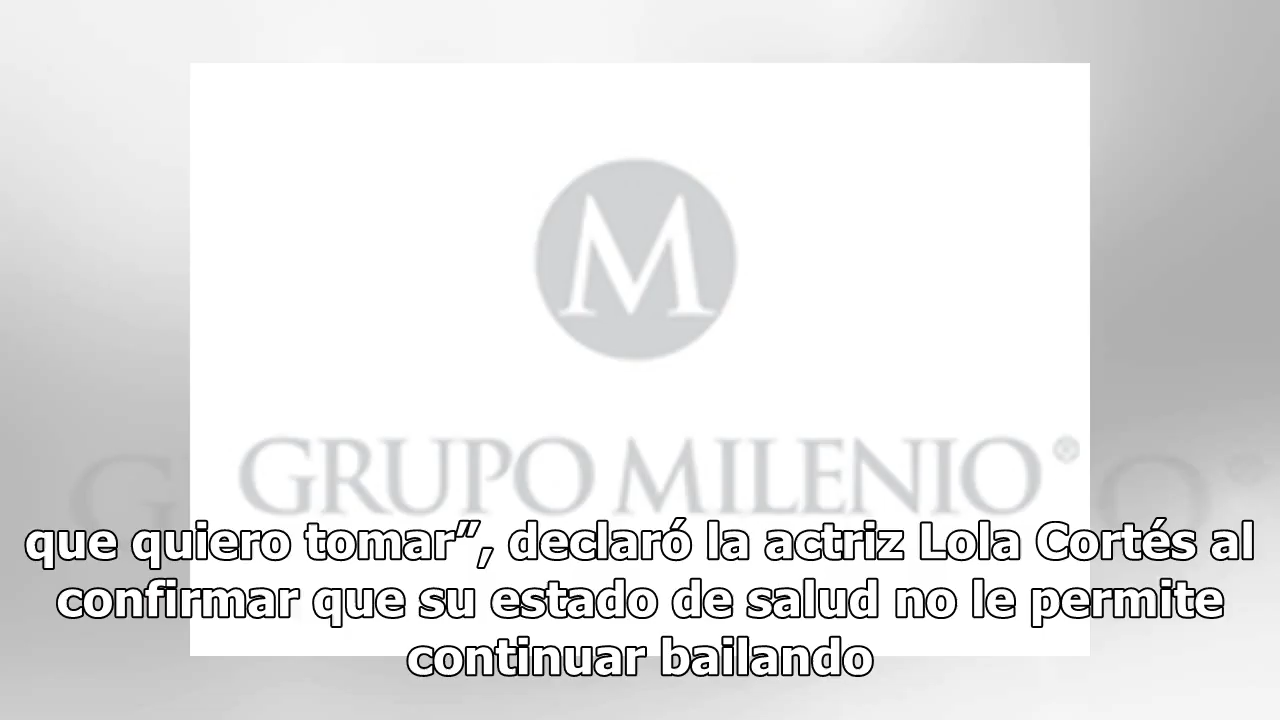 M
GRUPO MILENIO®
que quiero tomar”, declaró la actriz Lola Cortés al
confirmar que su estado de salud no le permite
continuar bailando